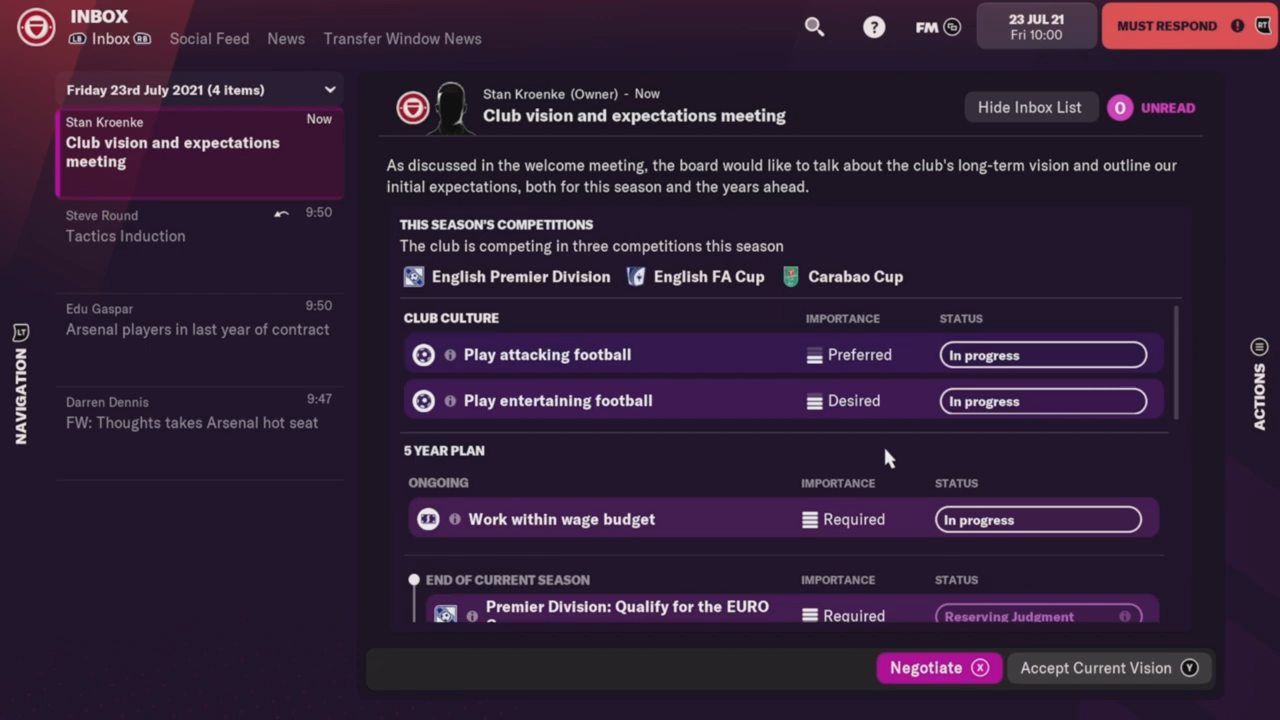 INBOX
LB Inbox RB Social Feed News Transfer Window News
FM
23 JUL 21
Fri 10:00
MUST RESPOND RT
Friday 23rd July 2021 (4 items)
Stan Kroenke Now
Club vision and expectations
meeting
Steve Round 9:50
Tactics Induction
Edu Gaspar 9:50
Arsenal players in last year of contract
Darren Dennis 9:47
FW: Thoughts takes Arsenal hot seat
LT
NAVIGATION
Stan Kroenke (Owner) - Now
Club vision and expectations meeting
Hide Inbox List 0 UNREAD
As discussed in the welcome meeting, the board would like to talk about the club's long-term vision and outline our
initial expectations, both for this season and the years ahead.
THIS SEASON'S COMPETITIONS
The club is competing in three competitions this season
English Premier Division English FA Cup Carabao Cup
CLUB CULTURE IMPORTANCE STATUS
Play attacking football Preferred In progress
Play entertaining football Desired In progress
5 YEAR PLAN
ONGOING IMPORTANCE STATUS
Work within wage budget Required In progress
END OF CURRENT SEASON IMPORTANCE STATUS
Premier Division: Qualify for the EURO Required Reserving Judgment
Negotiate X Accept Current Vision Y
ACTIONS